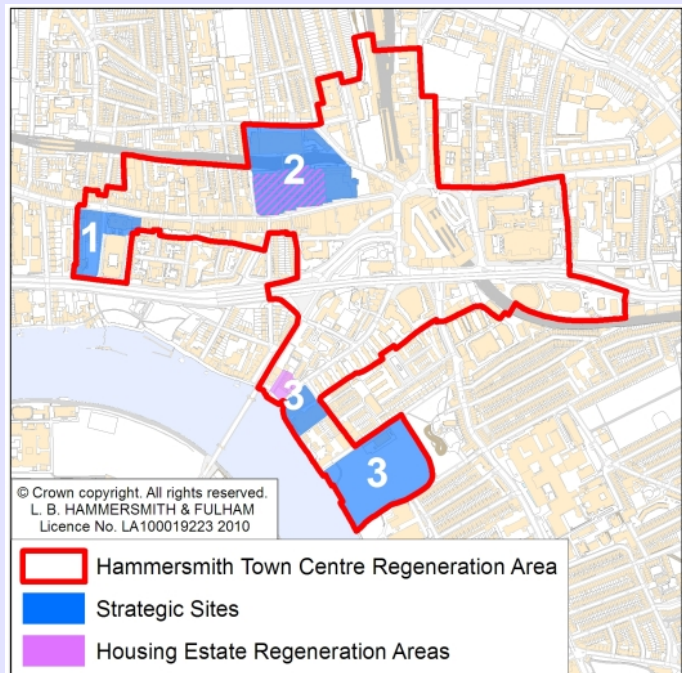 2
1
3
3
© Crown copyright. All rights reserved.
L. B. HAMMERSMITH & FULHAM
Licence No. LA100019223 2010
Hammersmith Town Centre Regeneration Area
Strategic Sites
Housing Estate Regeneration Areas